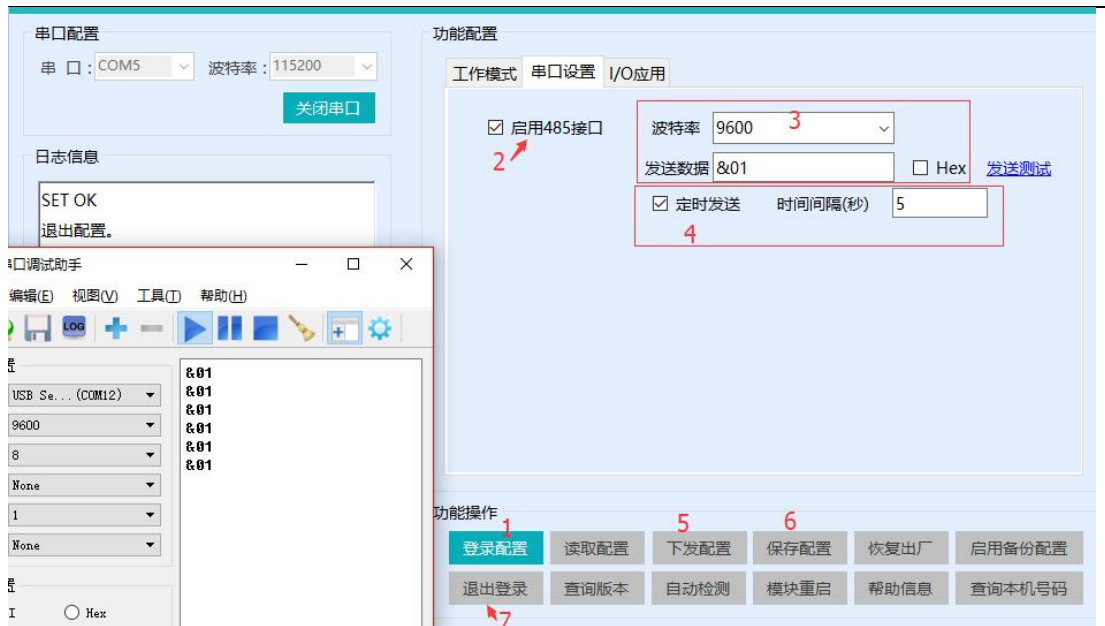 串口配置
串 口：COM5 波特率：115200
关闭串口
日志信息
SET OK
退出配置。
功能配置
工作模式 串口设置 I/O应用
启用485接口 波特率 9600 3
2
发送数据 &01 Hex 发送测试
定时发送 时间间隔(秒) 5
4
串口调试助手
编辑(E) 视图(V) 工具(T) 帮助(H)
LOG
置
USB Se...(COM12)
9600
8
None
1
None
置
I Hex
&01
&01
&01
&01
&01
&01
功能操作
1 5 6
登录配置 读取配置 下发配置 保存配置 恢复出厂 启用备份配置
退出登录 查询版本 自动检测 模块重启 帮助信息 查询本机号码
7